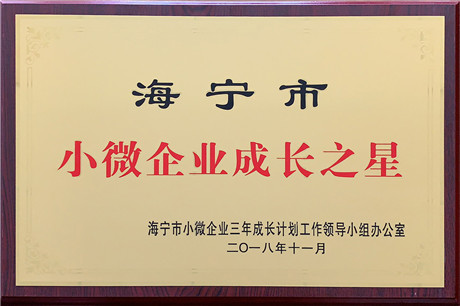 海宁市
小微企业成长之星
海宁市小微企业三年成长计划工作领导小组办公室
二〇一八年十一月